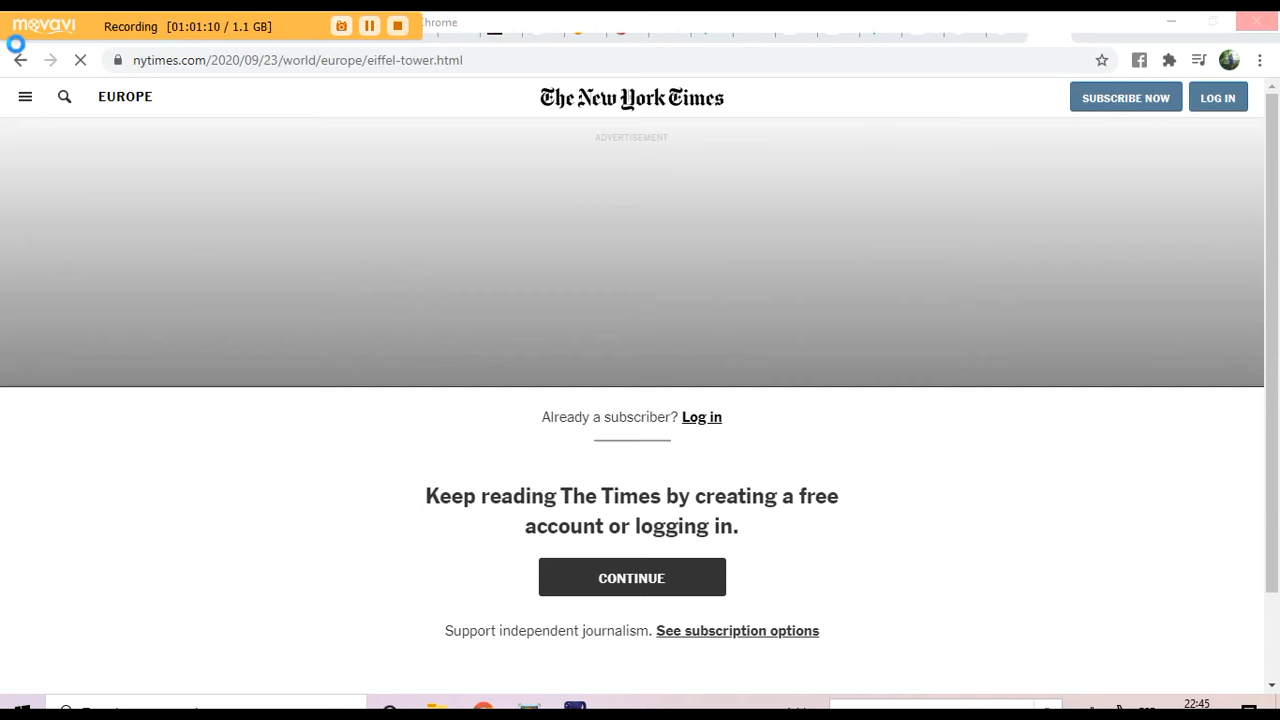 movavi Recording [01:01:10 / 1.1 GB] Chrome
nytimes.com/2020/09/23/world/europe/eiffel-tower.html
EUROPE The New York Times SUBSCRIBE NOW LOG IN
ADVERTISEMENT
Already a subscriber? Log in
Keep reading The Times by creating a free
account or logging in.
CONTINUE
Support independent journalism. See subscription options
22:45